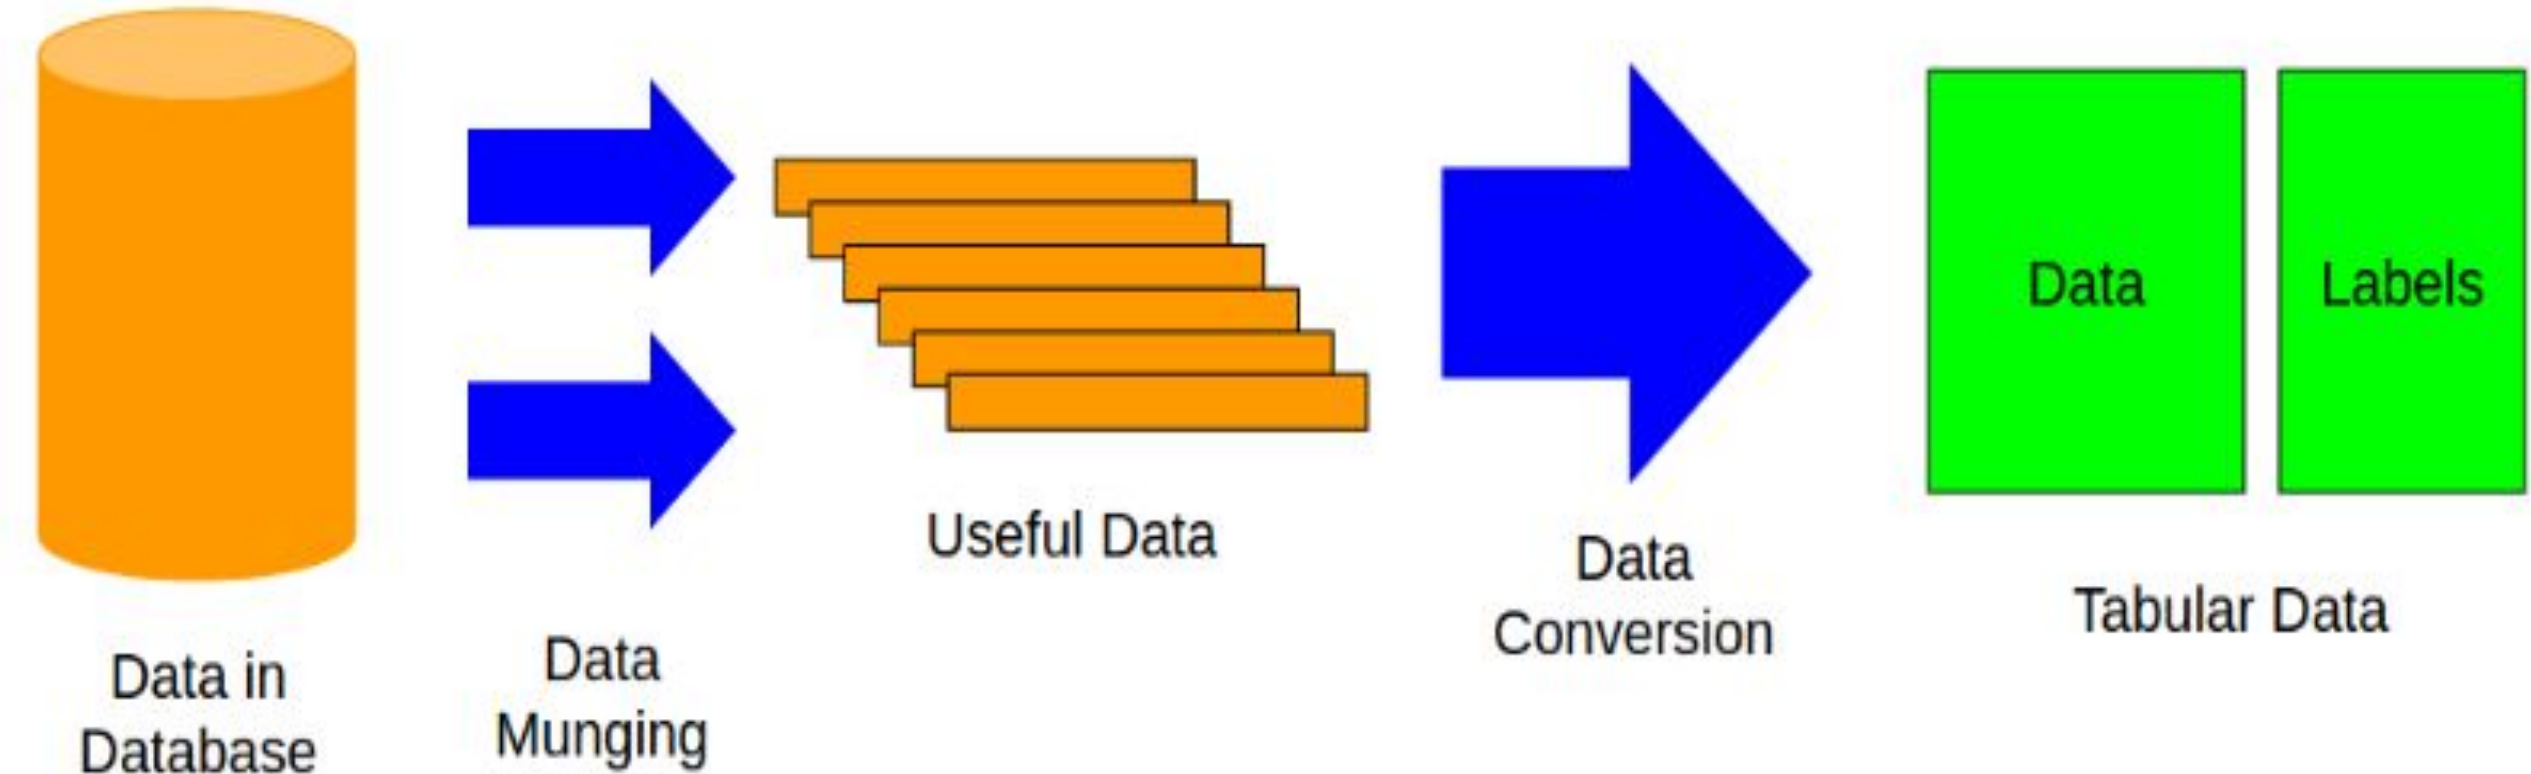 Data in
Database
Data
Munging
Useful Data
Data
Conversion
Data
Labels
Tabular Data